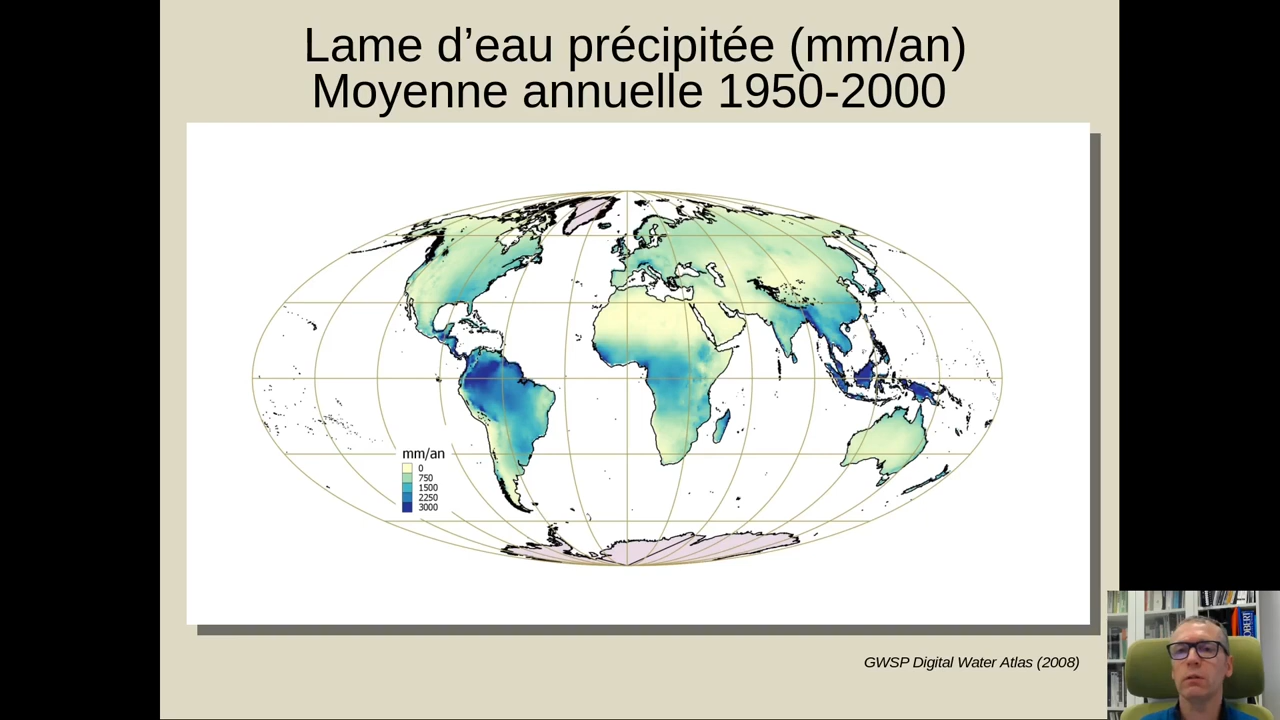 Lame d’eau précipitée (mm/an)
Moyenne annuelle 1950-2000
mm/an
0
750
1500
2250
3000
GWSP Digital Water Atlas (2008)